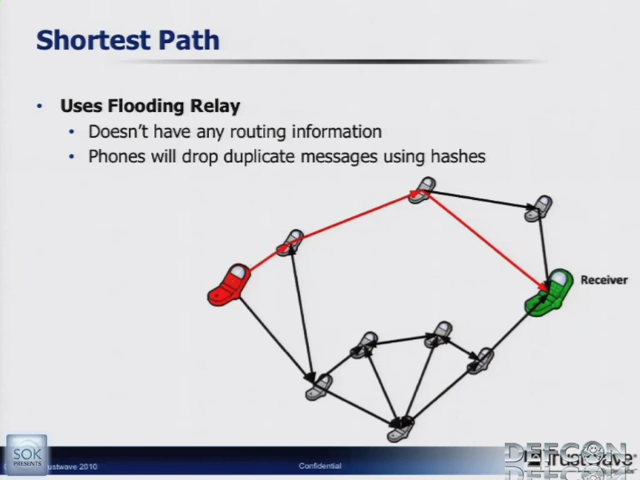 Shortest Path
• Uses Flooding Relay
• Doesn't have any routing information
• Phones will drop duplicate messages using hashes
Receiver
SOK
PRESENTS
ustwave 2010
Confidential
DEFCON
Trustwave®